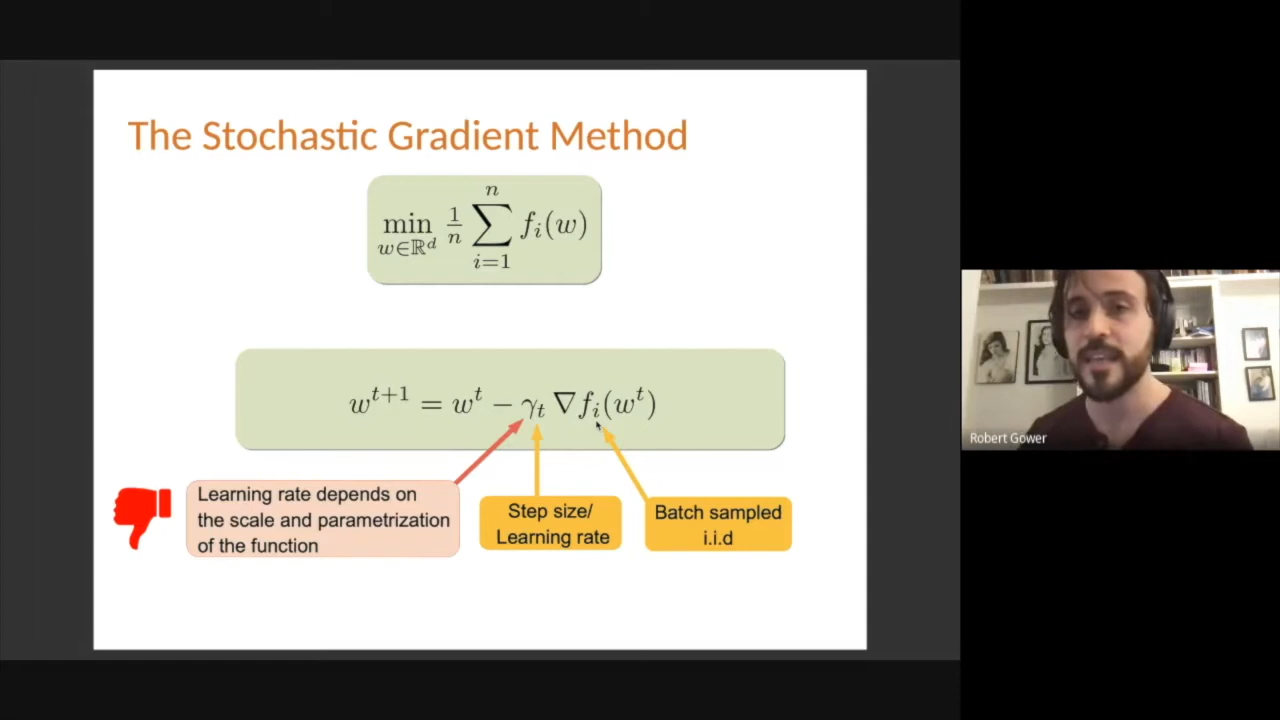 The Stochastic Gradient Method
min_{w∈ℝ^d} 1/n ∑_{i=1}^{n} f_i(w)
w^{t+1} = w^t − γ_t ∇f_i(w^t)
Learning rate depends on
the scale and parametrization
of the function
Step size/
Learning rate
Batch sampled
i.i.d
Robert Gower